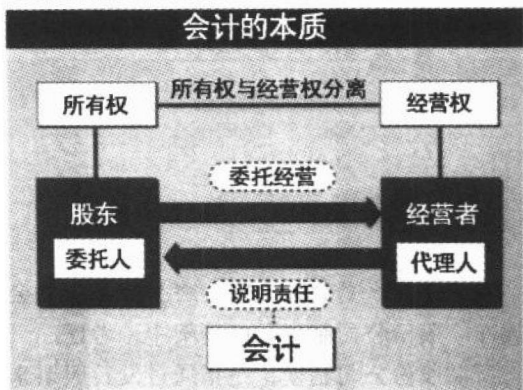 会计的本质
所有权
所有权与经营权分离
经营权
委托经营
股东
经营者
委托人
代理人
说明责任
会计